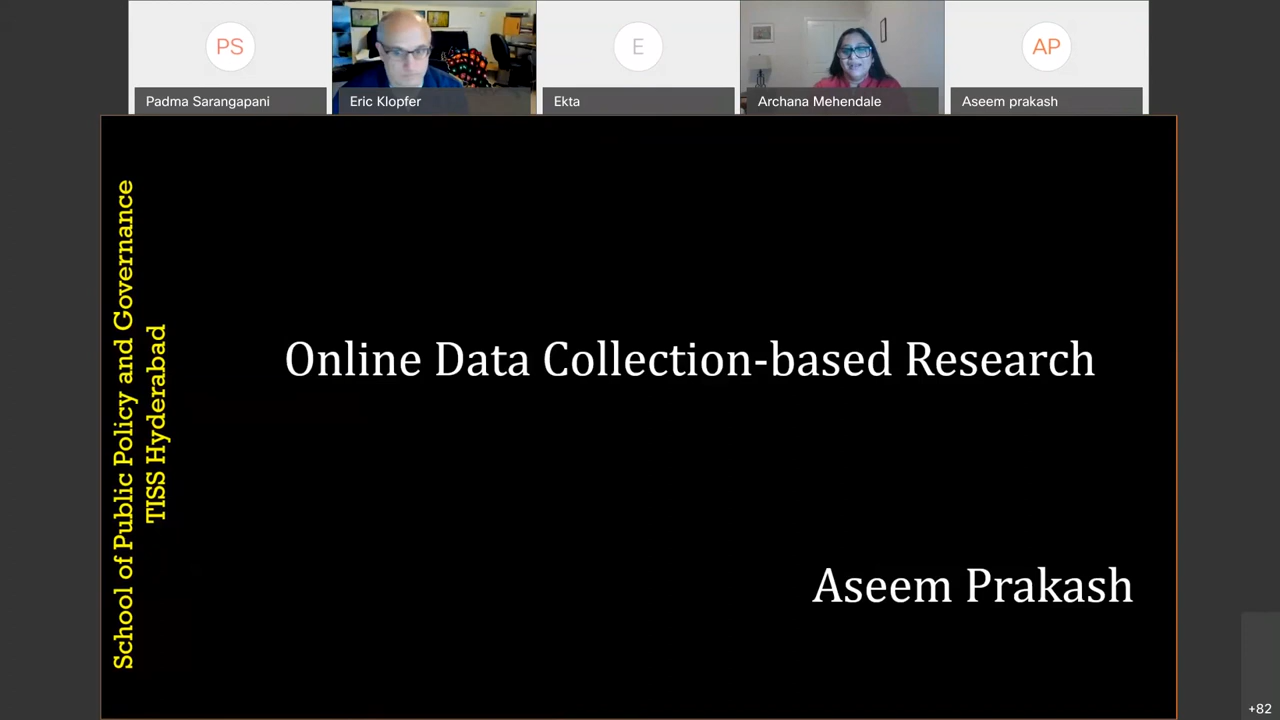 PS
E
AP
Padma Sarangapani
Eric Klopfer
Ekta
Archana Mehendale
Aseem prakash
School of Public Policy and Governance
TISS Hyderabad
Online Data Collection-based Research
Aseem Prakash
+82